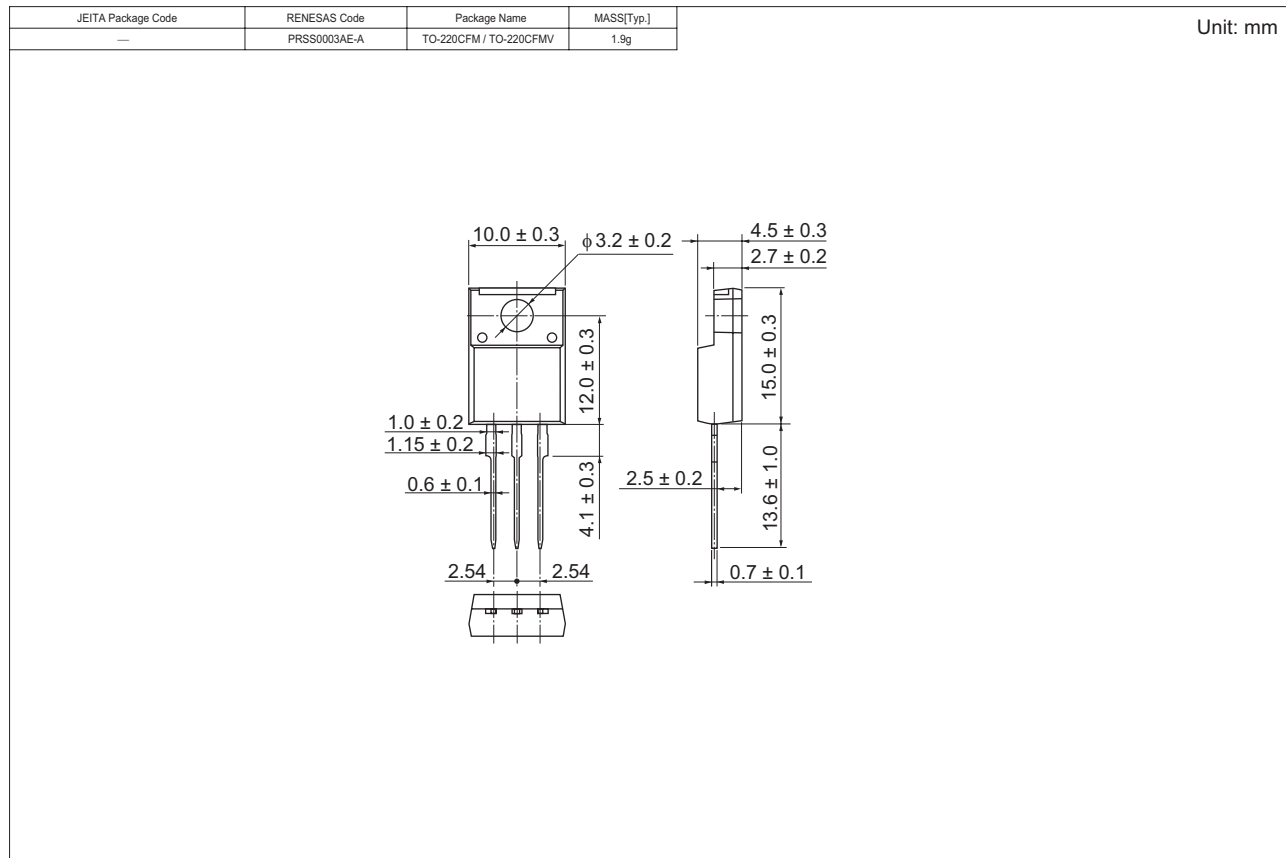 JEITA Package Code RENESAS Code Package Name MASS[Typ.]
— PRSS0003AE-A TO-220CFM / TO-220CFMV 1.9g
Unit: mm
10.0 ± 0.3
ϕ 3.2 ± 0.2
4.5 ± 0.3
2.7 ± 0.2
12.0 ± 0.3
15.0 ± 0.3
1.0 ± 0.2
1.15 ± 0.2
0.6 ± 0.1
4.1 ± 0.3
2.5 ± 0.2
13.6 ± 1.0
2.54 2.54
0.7 ± 0.1